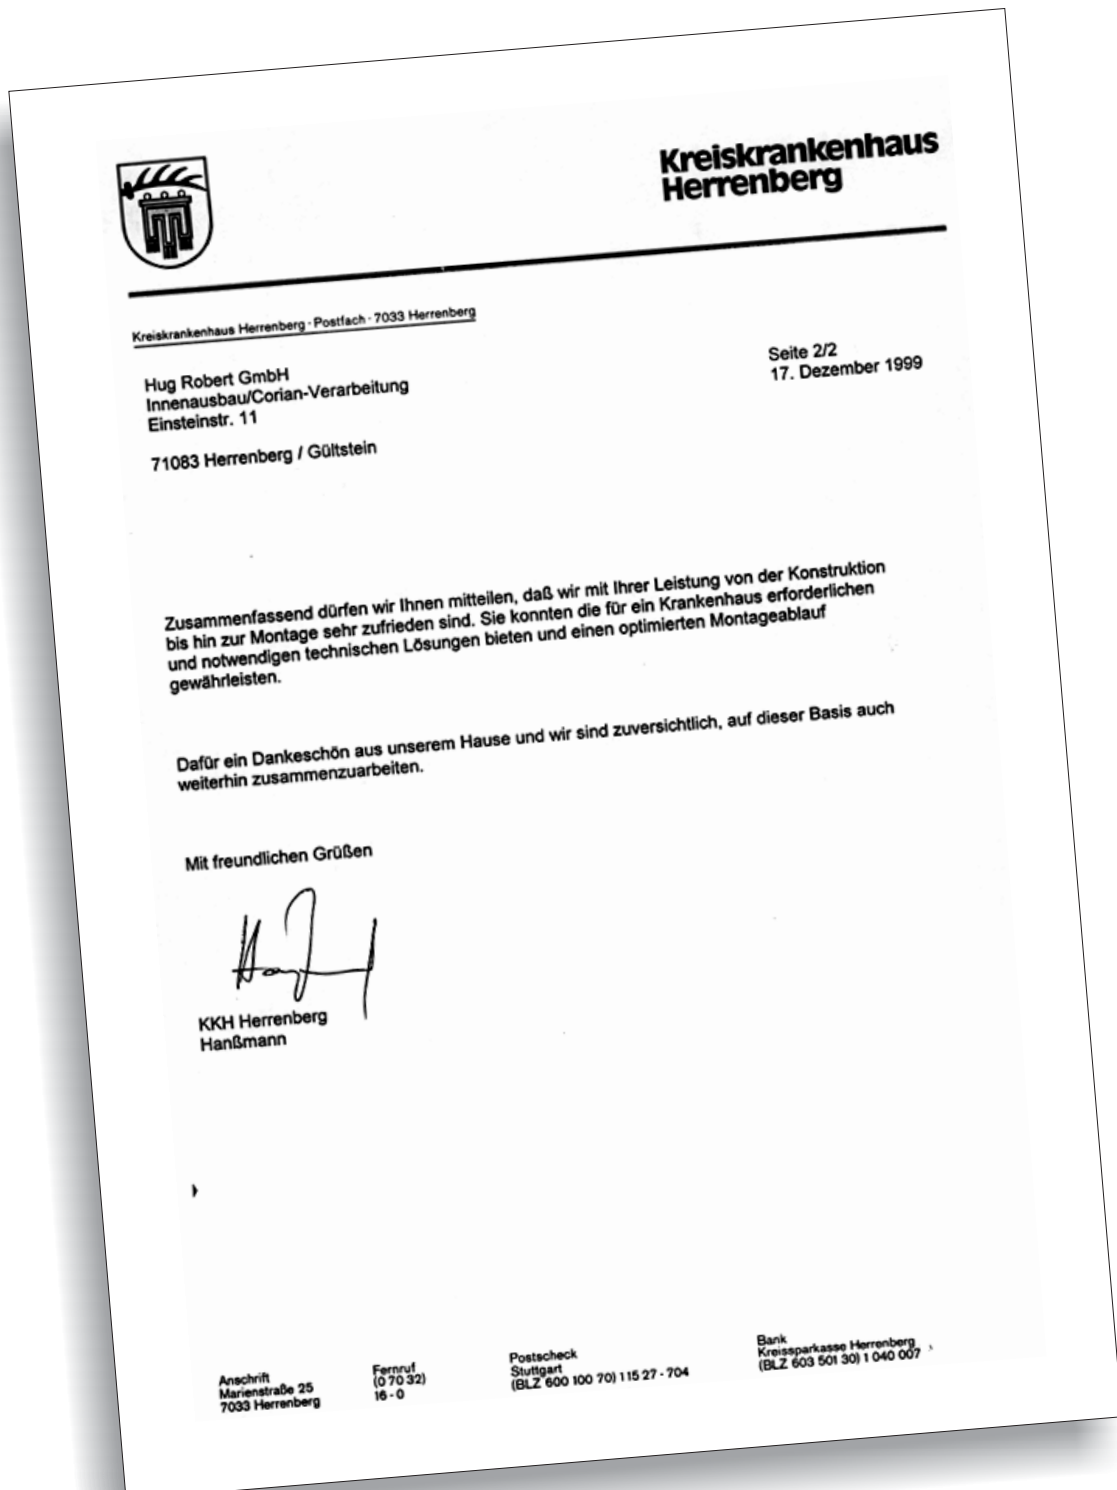 Kreiskrankenhaus
Herrenberg
Kreiskrankenhaus Herrenberg · Postfach · 7033 Herrenberg
Hug Robert GmbH
Innenausbau/Corian-Verarbeitung
Einsteinstr. 11
71083 Herrenberg / Gültstein
Seite 2/2
17. Dezember 1999
Zusammenfassend dürfen wir Ihnen mitteilen, daß wir mit Ihrer Leistung von der Konstruktion
bis hin zur Montage sehr zufrieden sind. Sie konnten die für ein Krankenhaus erforderlichen
und notwendigen technischen Lösungen bieten und einen optimierten Montageablauf
gewährleisten.
Dafür ein Dankeschön aus unserem Hause und wir sind zuversichtlich, auf dieser Basis auch
weiterhin zusammenzuarbeiten.
Mit freundlichen Grüßen
KKH Herrenberg
Hanßmann
Anschrift
Marienstraße 25
7033 Herrenberg
Fernruf
(0 70 32)
16 - 0
Postscheck
Stuttgart
(BLZ 600 100 70) 115 27 - 704
Bank
Kreissparkasse Herrenberg
(BLZ 603 501 30) 1 040 007